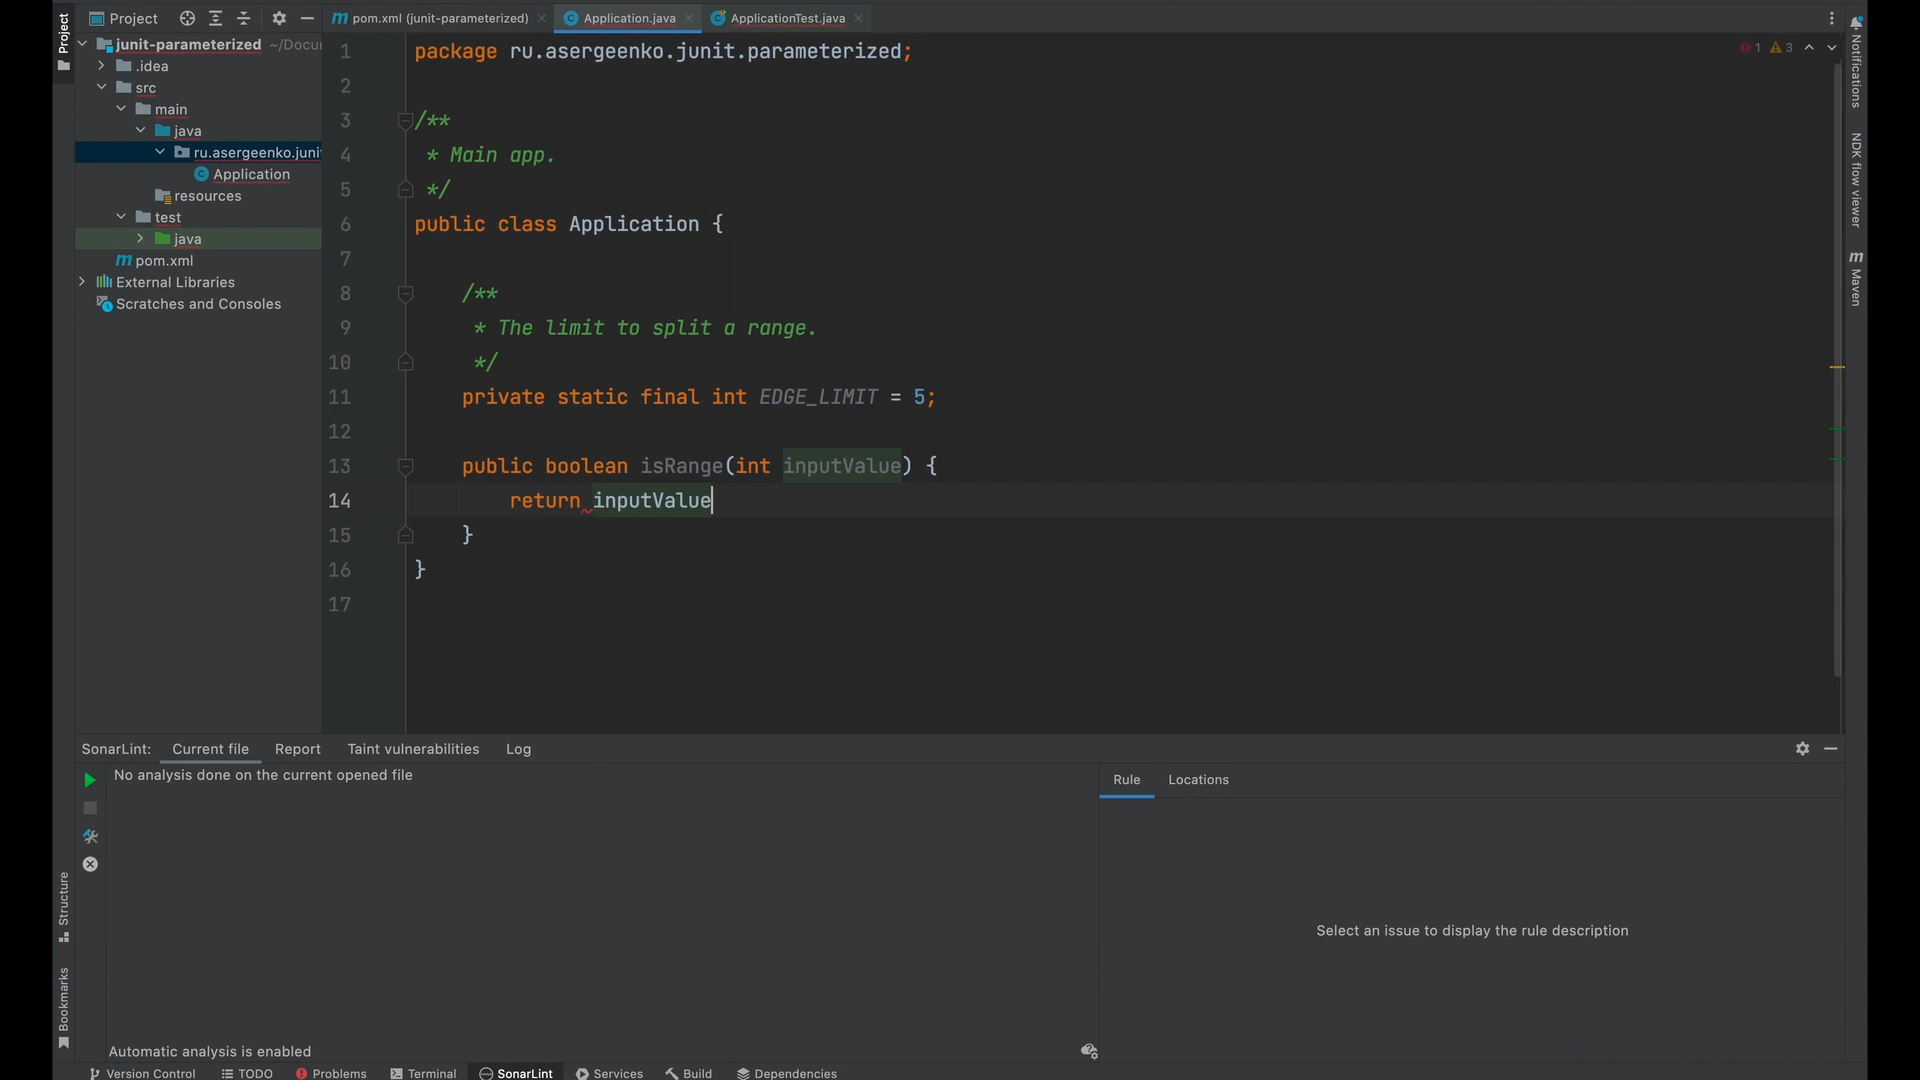 Project
Project
pom.xml (junit-parameterized)
Application.java
ApplicationTest.java
junit-parameterized ~/Docu
.idea
src
main
java
ru.asergeenko.juni
Application
resources
test
java
pom.xml
External Libraries
Scratches and Consoles
1 package ru.asergeenko.junit.parameterized;
2
3 /**
4 * Main app.
5 */
6 public class Application {
7
8 /**
9 * The limit to split a range.
10 */
11 private static final int EDGE_LIMIT = 5;
12
13 public boolean isRange(int inputValue) {
14 return inputValue
15 }
16 }
17
1 3
Notifications
NDK flow viewer
Maven
SonarLint: Current file Report Taint vulnerabilities Log
No analysis done on the current opened file
Rule Locations
Select an issue to display the rule description
Structure
Bookmarks
Automatic analysis is enabled
Version Control TODO Problems Terminal SonarLint Services Build Dependencies